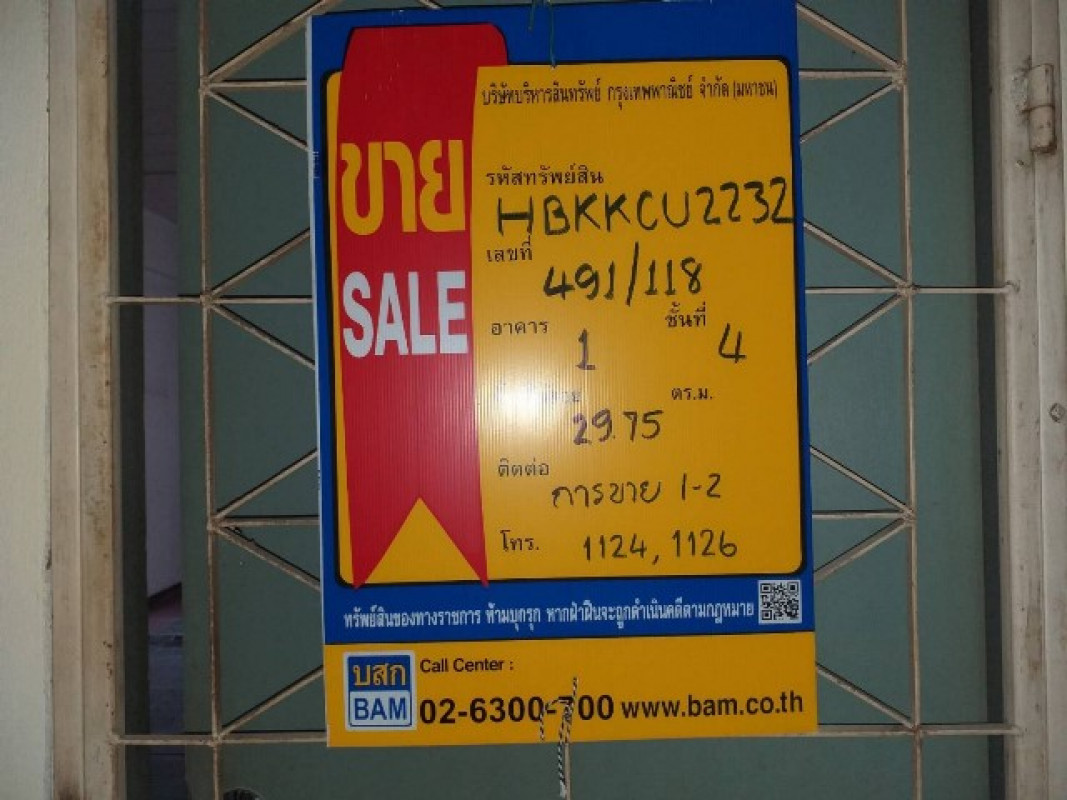 บริษัทบริหารสินทรัพย์ กรุงเทพพาณิชย์ จำกัด (มหาชน)
ขาย
SALE
รหัสทรัพย์สิน
HBKKCU2232
เลขที่
491/118
อาคาร 1 ชั้นที่ 4
29.75 ตร.ม.
ติดต่อ การขาย 1-2
โทร. 1124, 1126
ทรัพย์สินของทางราชการ ห้ามบุกรุก หากฝ่าฝืนจะถูกดำเนินคดีตามกฎหมาย
บสก
BAM
Call Center :
02-6300-700 www.bam.co.th